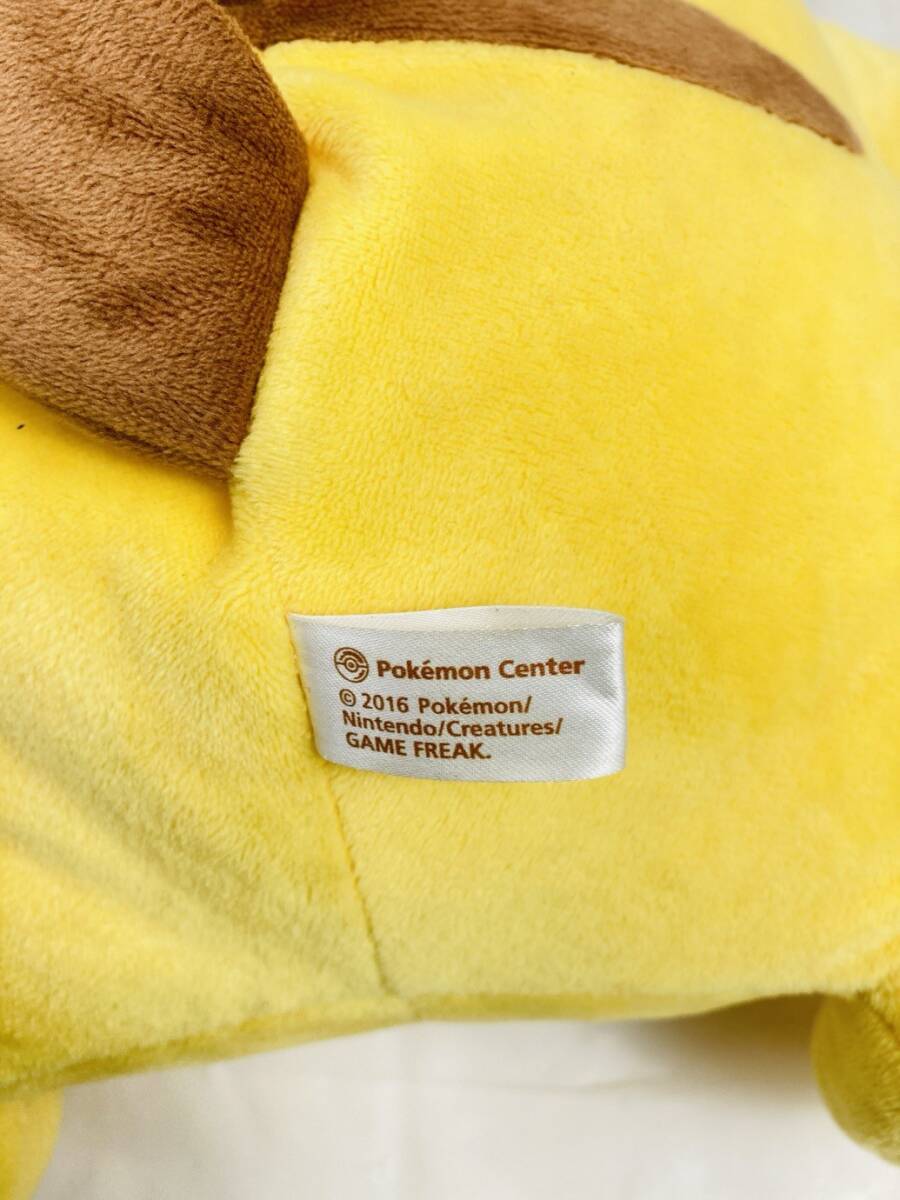 Pokémon Center
© 2016 Pokémon/
Nintendo/Creatures/
GAME FREAK.